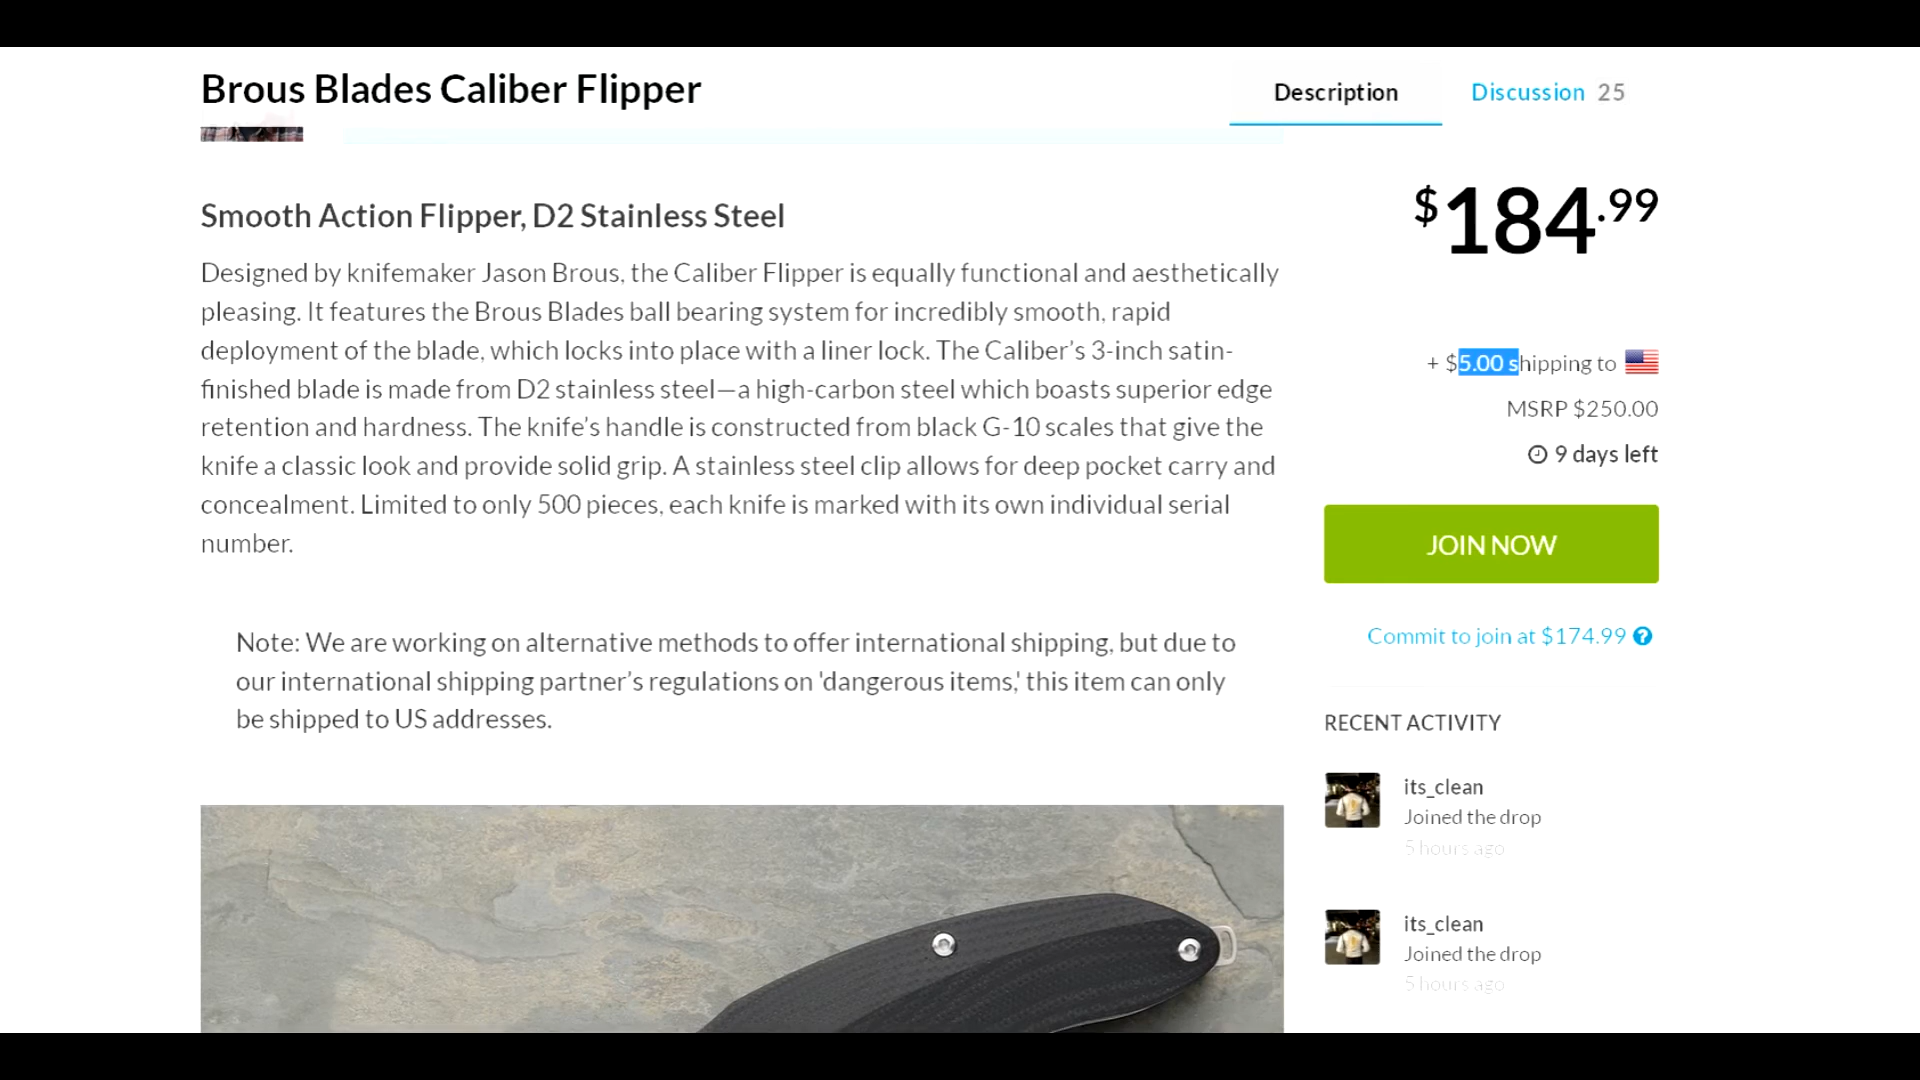 Brous Blades Caliber Flipper
Description
Discussion 25
Smooth Action Flipper, D2 Stainless Steel
Designed by knifemaker Jason Brous, the Caliber Flipper is equally functional and aesthetically
pleasing. It features the Brous Blades ball bearing system for incredibly smooth, rapid
deployment of the blade, which locks into place with a liner lock. The Caliber’s 3-inch satin-
finished blade is made from D2 stainless steel—a high-carbon steel which boasts superior edge
retention and hardness. The knife’s handle is constructed from black G-10 scales that give the
knife a classic look and provide solid grip. A stainless steel clip allows for deep pocket carry and
concealment. Limited to only 500 pieces, each knife is marked with its own individual serial
number.
Note: We are working on alternative methods to offer international shipping, but due to
our international shipping partner’s regulations on 'dangerous items,' this item can only
be shipped to US addresses.
$184.99
+ $5.00 shipping to
MSRP $250.00
9 days left
JOIN NOW
Commit to join at $174.99 ?
RECENT ACTIVITY
its_clean
Joined the drop
5 hours ago
its_clean
Joined the drop
5 hours ago